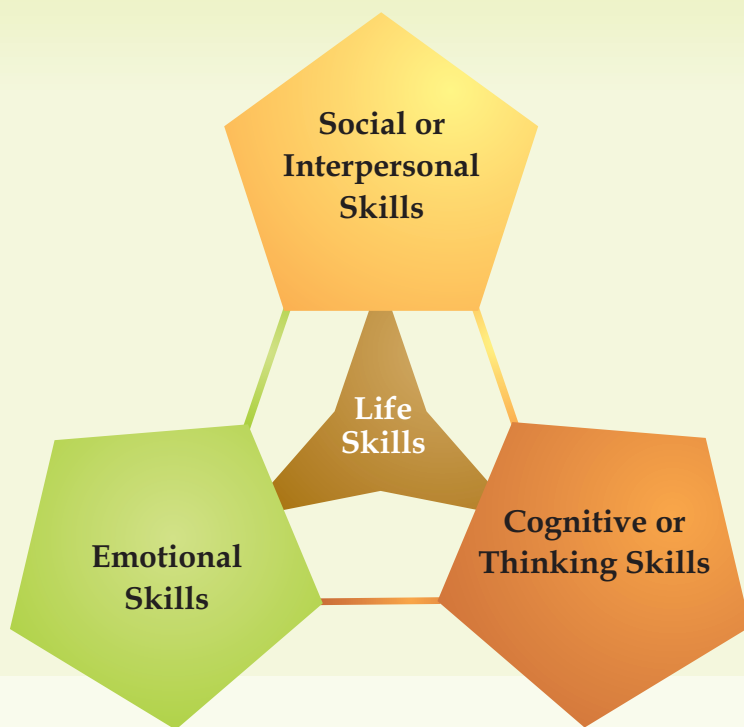 Social or
Interpersonal
Skills
Life
Skills
Emotional
Skills
Cognitive or
Thinking Skills